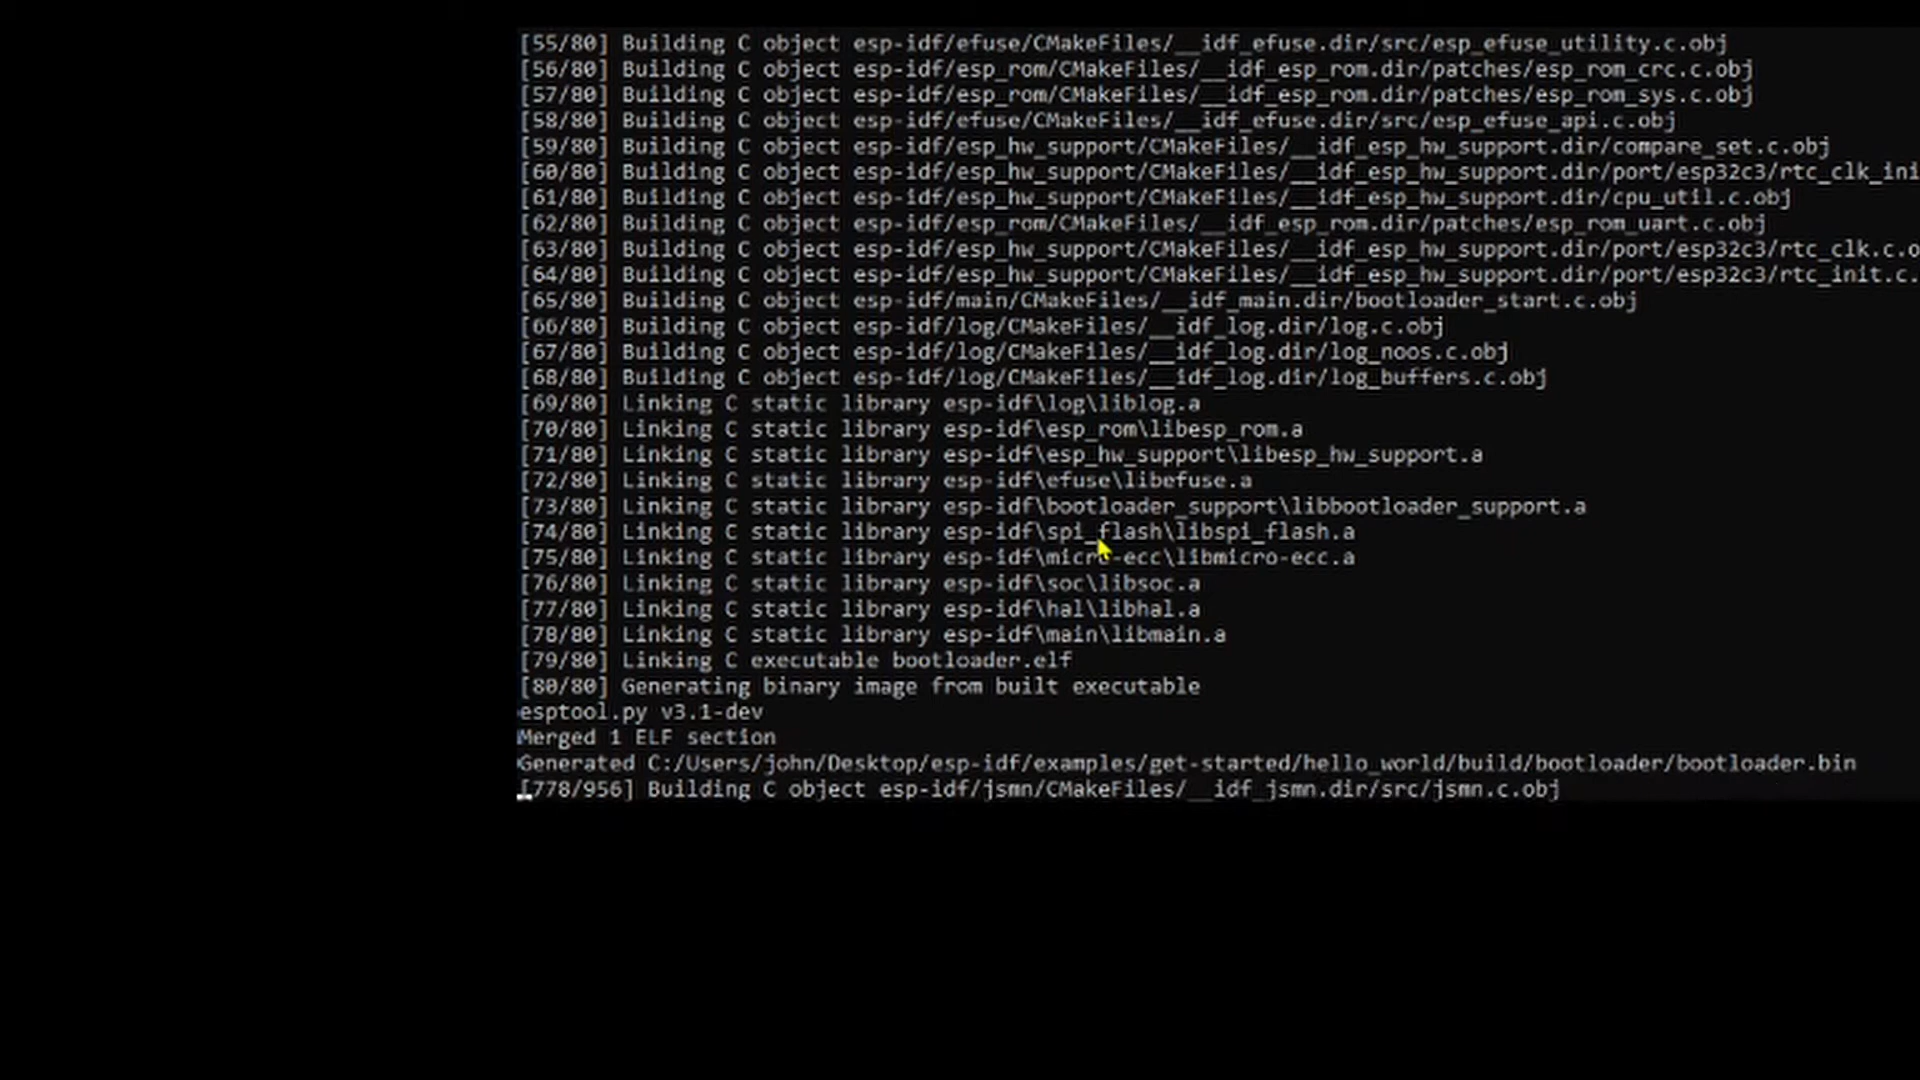 [55/80] Building C object esp-idf/efuse/CMakeFiles/__idf_efuse.dir/src/esp_efuse_utility.c.obj
[56/80] Building C object esp-idf/esp_rom/CMakeFiles/__idf_esp_rom.dir/patches/esp_rom_crc.c.obj
[57/80] Building C object esp-idf/esp_rom/CMakeFiles/__idf_esp_rom.dir/patches/esp_rom_sys.c.obj
[58/80] Building C object esp-idf/efuse/CMakeFiles/__idf_efuse.dir/src/esp_efuse_api.c.obj
[59/80] Building C object esp-idf/esp_hw_support/CMakeFiles/__idf_esp_hw_support.dir/compare_set.c.obj
[60/80] Building C object esp-idf/esp_hw_support/CMakeFiles/__idf_esp_hw_support.dir/port/esp32c3/rtc_clk_ini
[61/80] Building C object esp-idf/esp_hw_support/CMakeFiles/__idf_esp_hw_support.dir/cpu_util.c.obj
[62/80] Building C object esp-idf/esp_rom/CMakeFiles/__idf_esp_rom.dir/patches/esp_rom_uart.c.obj
[63/80] Building C object esp-idf/esp_hw_support/CMakeFiles/__idf_esp_hw_support.dir/port/esp32c3/rtc_clk.c.o
[64/80] Building C object esp-idf/esp_hw_support/CMakeFiles/__idf_esp_hw_support.dir/port/esp32c3/rtc_init.c.
[65/80] Building C object esp-idf/main/CMakeFiles/__idf_main.dir/bootloader_start.c.obj
[66/80] Building C object esp-idf/log/CMakeFiles/__idf_log.dir/log.c.obj
[67/80] Building C object esp-idf/log/CMakeFiles/__idf_log.dir/log_noos.c.obj
[68/80] Building C object esp-idf/log/CMakeFiles/__idf_log.dir/log_buffers.c.obj
[69/80] Linking C static library esp-idf\log\liblog.a
[70/80] Linking C static library esp-idf\esp_rom\libesp_rom.a
[71/80] Linking C static library esp-idf\esp_hw_support\libesp_hw_support.a
[72/80] Linking C static library esp-idf\efuse\libefuse.a
[73/80] Linking C static library esp-idf\bootloader_support\libbootloader_support.a
[74/80] Linking C static library esp-idf\spi_flash\libspi_flash.a
[75/80] Linking C static library esp-idf\micro-ecc\libmicro-ecc.a
[76/80] Linking C static library esp-idf\soc\libsoc.a
[77/80] Linking C static library esp-idf\hal\libhal.a
[78/80] Linking C static library esp-idf\main\libmain.a
[79/80] Linking C executable bootloader.elf
[80/80] Generating binary image from built executable
esptool.py v3.1-dev
Merged 1 ELF section
Generated C:/Users/john/Desktop/esp-idf/examples/get-started/hello_world/build/bootloader/bootloader.bin
[778/956] Building C object esp-idf/jsmn/CMakeFiles/__idf_jsmn.dir/src/jsmn.c.obj